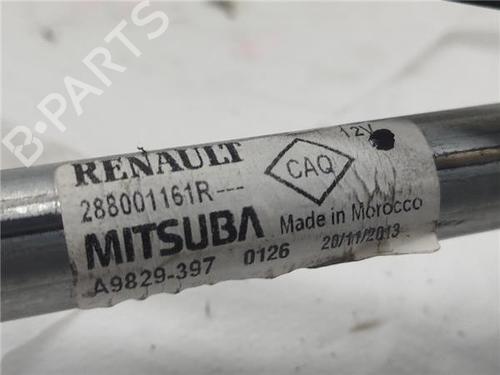 B-PARTS
12V
RENAULT
288001161R---
CAQ
MITSUBA Made in Morocco
A9829-397 0126 20/11/2013